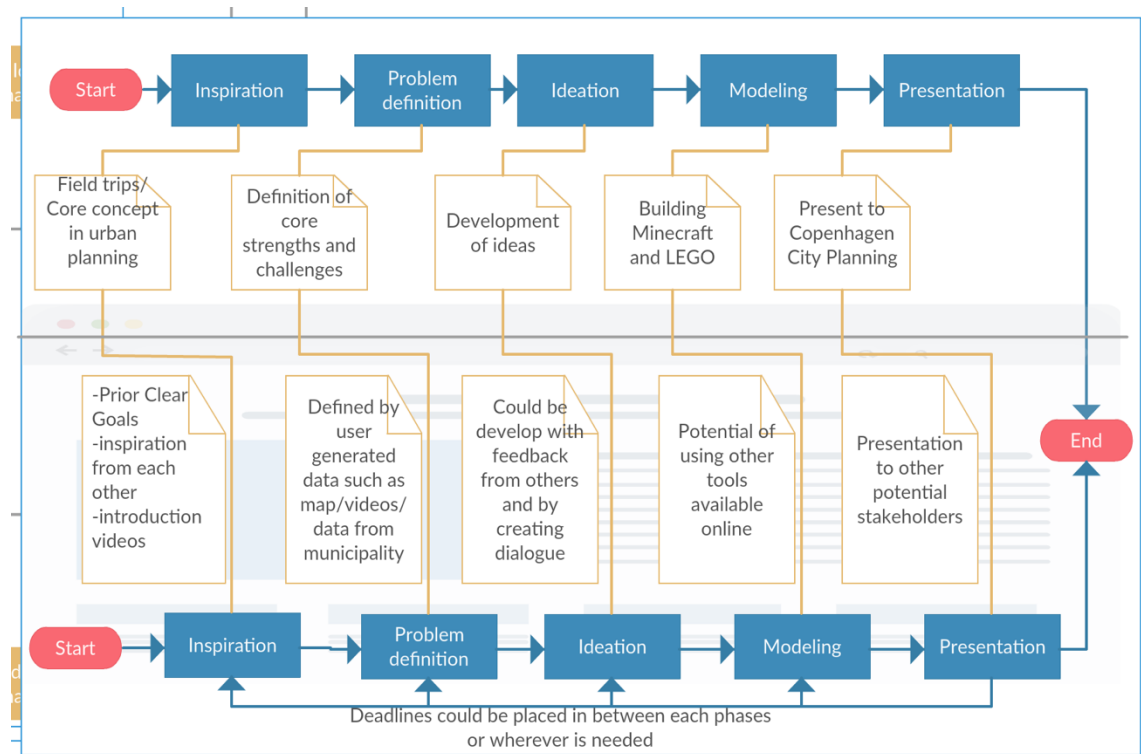 Start
Inspiration
Problem
definition
Ideation
Modeling
Presentation
Field trips/
Core concept
in urban
planning
Definition of
core
strengths and
challenges
Development
of ideas
Building
Minecraft
and LEGO
Present to
Copenhagen
City Planning
-Prior Clear
Goals
-inspiration
from each
other
-introduction
videos
Defined by
user
generated
data such as
map/videos/
data from
municipality
Could be
develop with
feedback
from others
and by
creating
dialogue
Potential of
using other
tools
available
online
Presentation
to other
potential
stakeholders
End
Start
Inspiration
Problem
definition
Ideation
Modeling
Presentation
Deadlines could be placed in between each phases
or wherever is needed